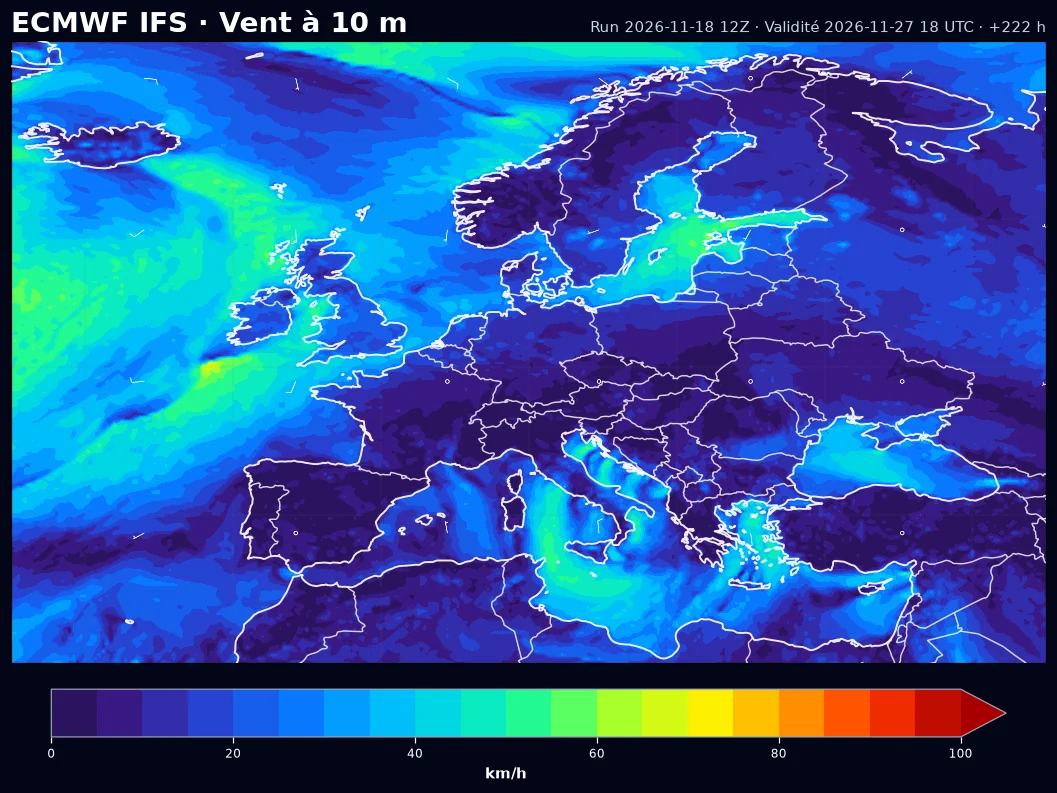 ECMWF IFS · Vent à 10 m
Run 2026-11-18 12Z · Validité 2026-11-27 18 UTC · +222 h
0 20 40 60 80 100
km/h